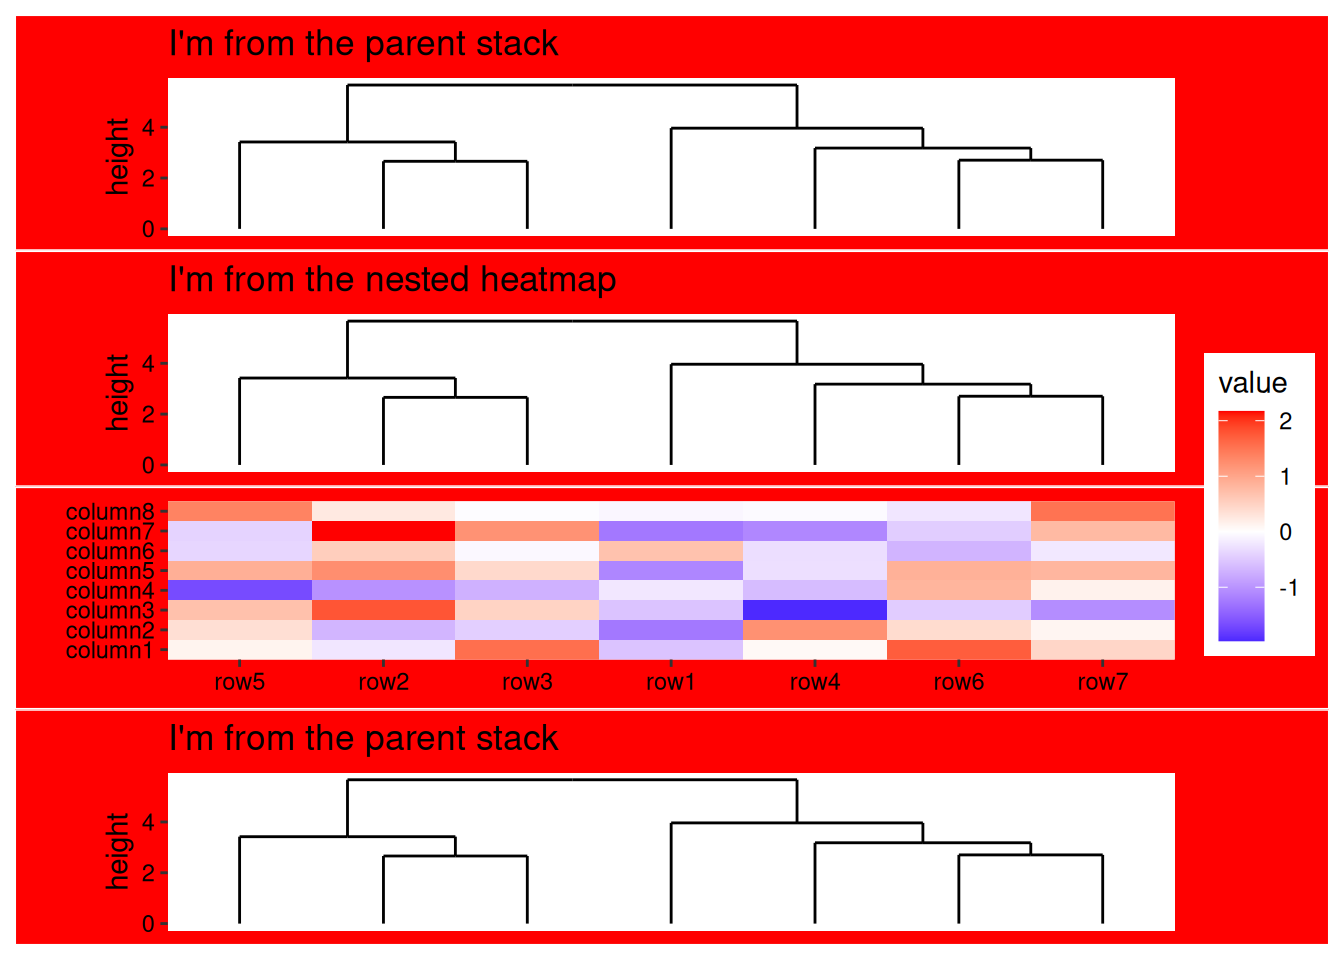 I'm from the parent stack
height
4
2
0
I'm from the nested heatmap
height
4
2
0
value
2
1
0
-1
column8
column7
column6
column5
column4
column3
column2
column1
row5 row2 row3 row1 row4 row6 row7
I'm from the parent stack
height
4
2
0